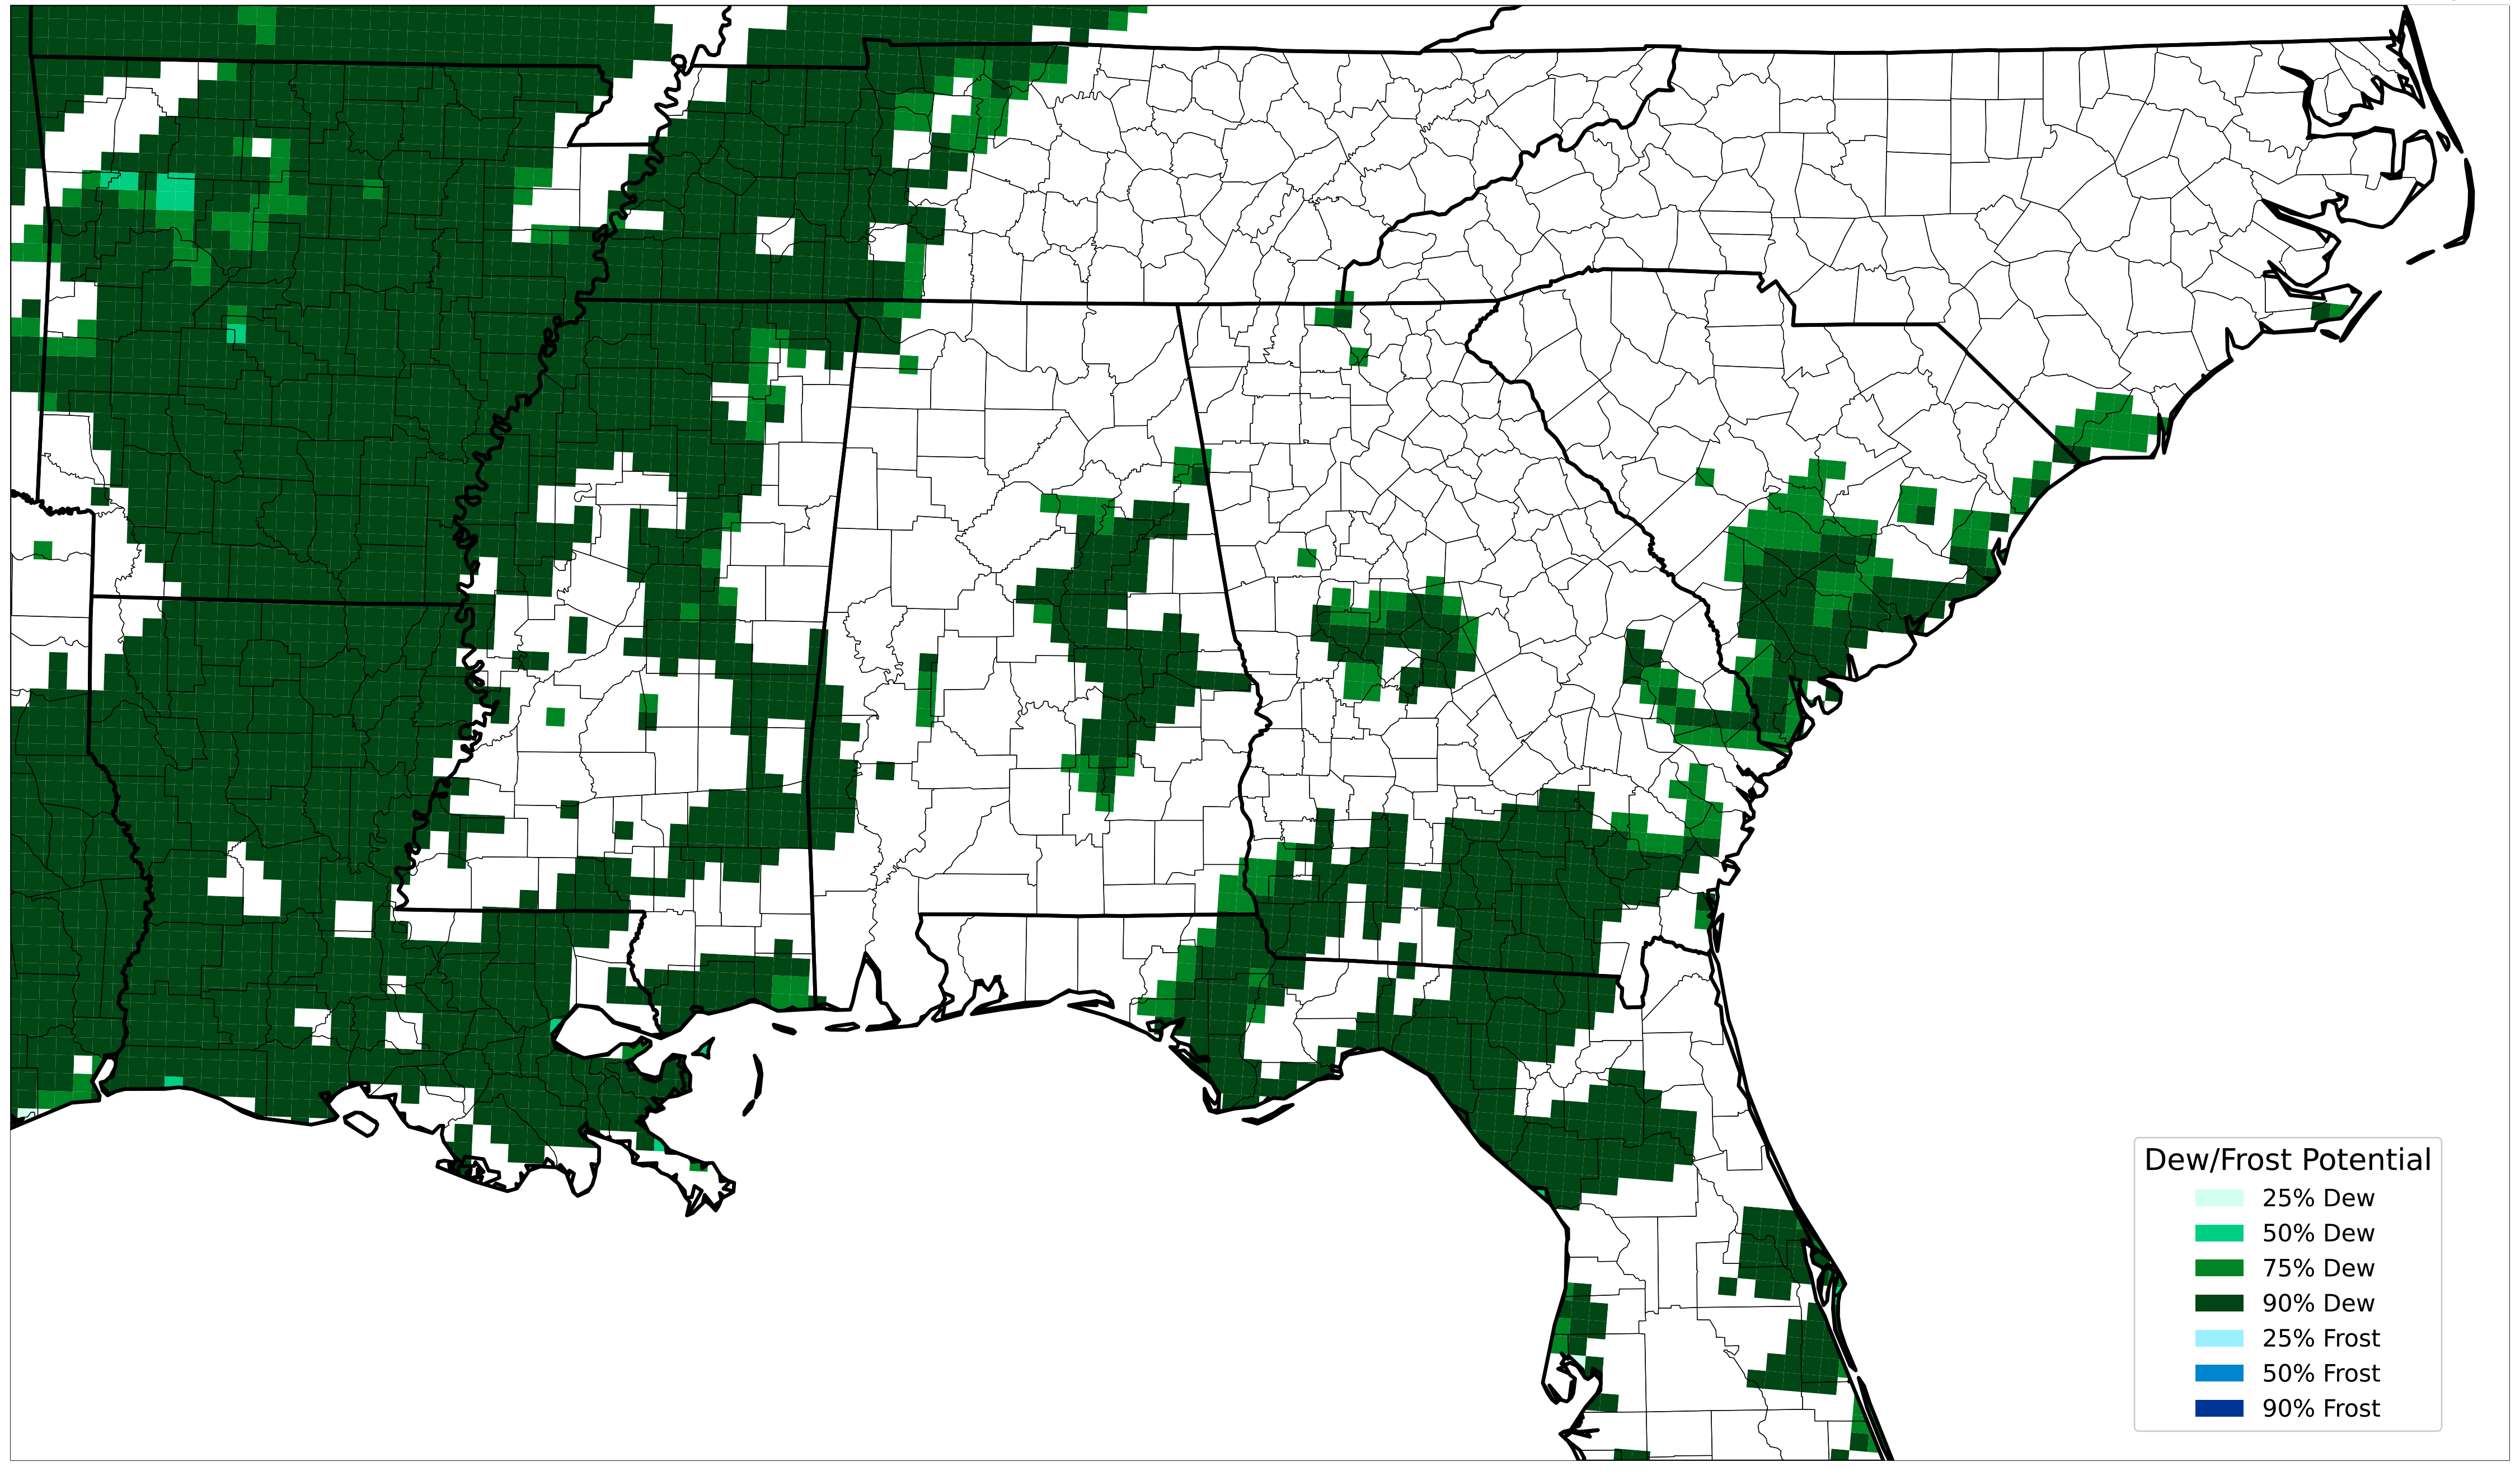 Dew/Frost Potential
25% Dew
50% Dew
75% Dew
90% Dew
25% Frost
50% Frost
90% Frost